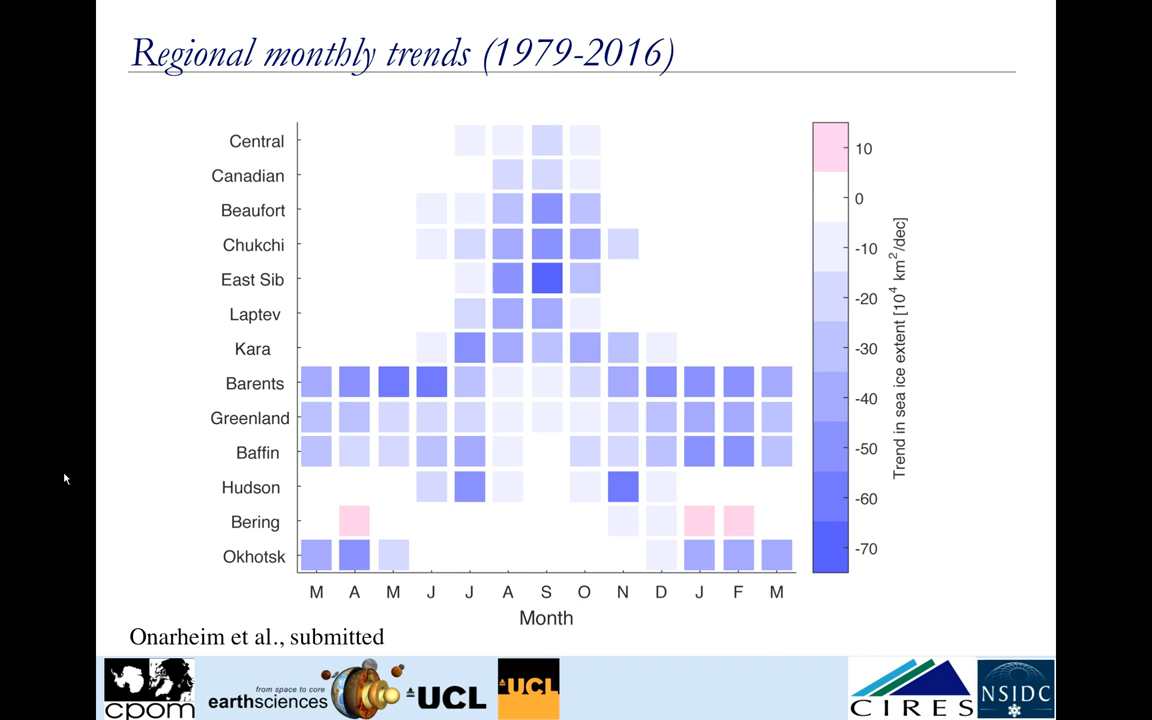 Regional monthly trends (1979-2016)
Central
Canadian
Beaufort
Chukchi
East Sib
Laptev
Kara
Barents
Greenland
Baffin
Hudson
Bering
Okhotsk
M A M J J A S O N D J F M
Month
10
0
-10
-20
-30
-40
-50
-60
-70
Trend in sea ice extent [10⁴ km²/dec]
Onarheim et al., submitted
cpom
from space to core
earthsciences
UCL
UCL
CIRES
NSIDC